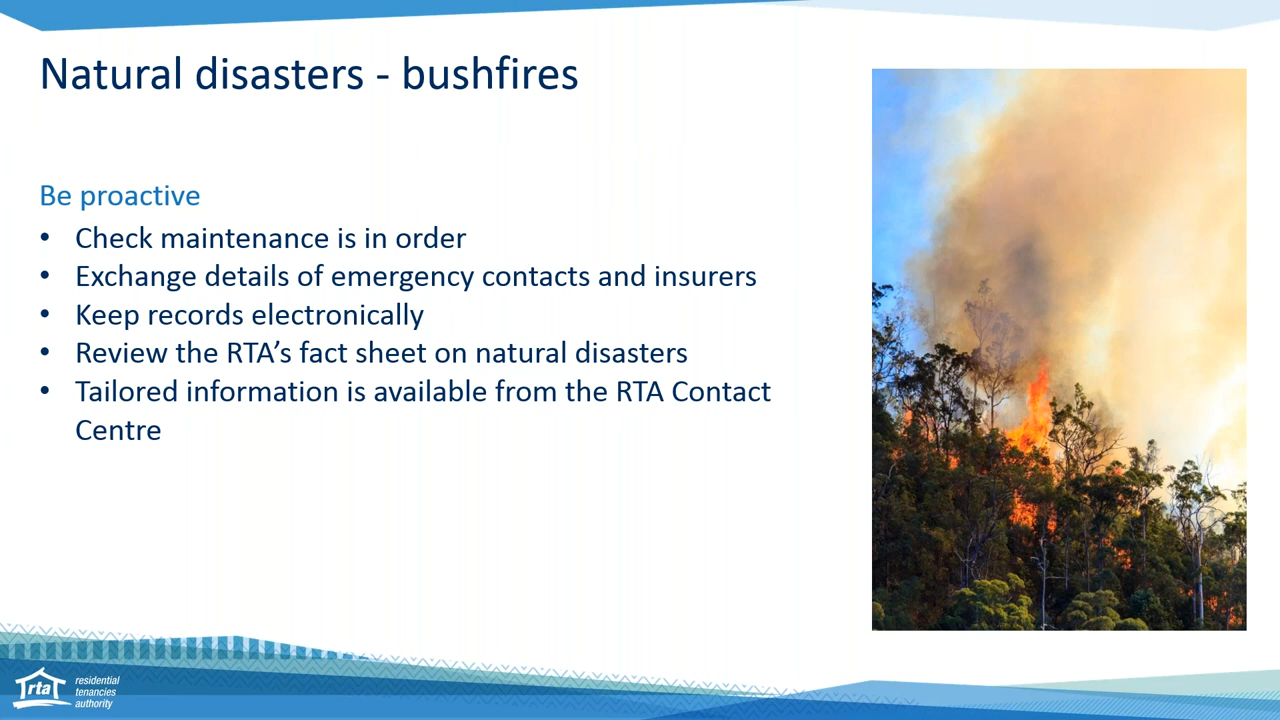 Natural disasters - bushfires
Be proactive
• Check maintenance is in order
• Exchange details of emergency contacts and insurers
• Keep records electronically
• Review the RTA’s fact sheet on natural disasters
• Tailored information is available from the RTA Contact
Centre
rta
residential
tenancies
authority